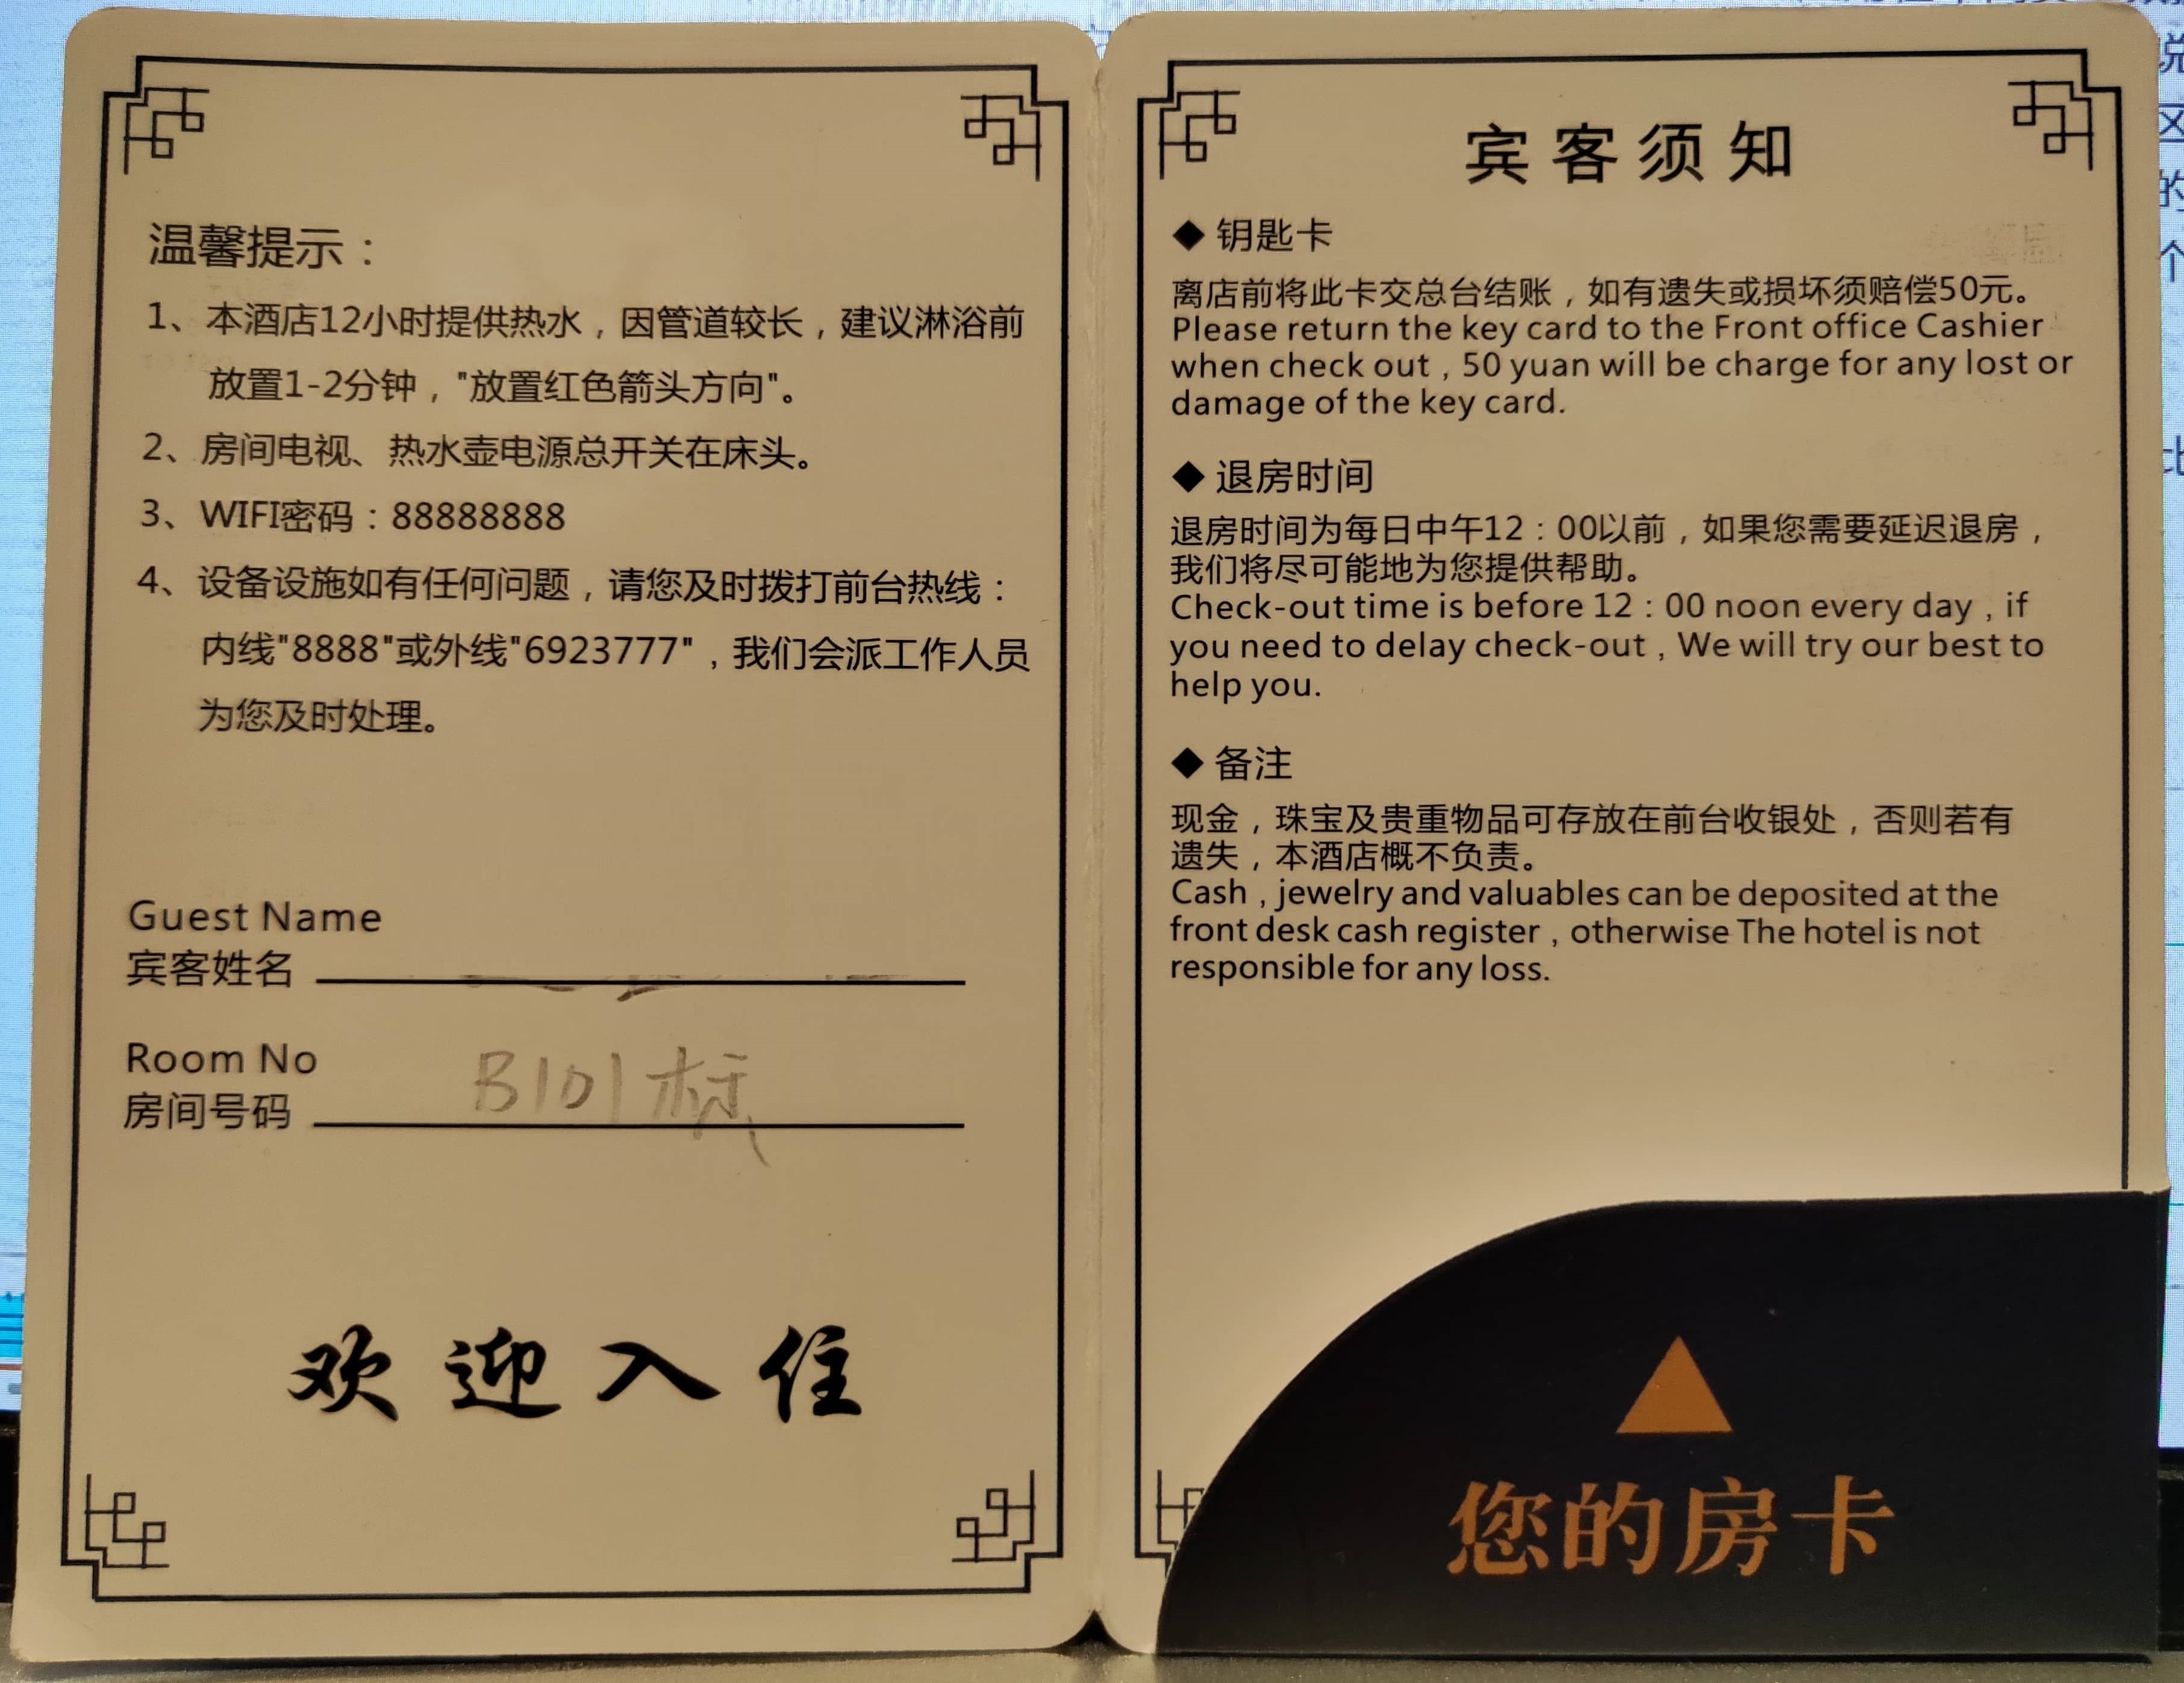 温馨提示：
1、本酒店12小时提供热水，因管道较长，建议淋浴前
放置1-2分钟，"放置红色箭头方向"。
2、房间电视、热水壶电源总开关在床头。
3、WIFI密码：88888888
4、设备设施如有任何问题，请您及时拨打前台热线：
内线"8888"或外线"6923777"，我们会派工作人员
为您及时处理。
Guest Name
宾客姓名
Room No
房间号码 B101标
欢迎入住
宾客须知
◆ 钥匙卡
离店前将此卡交总台结账，如有遗失或损坏须赔偿50元。
Please return the key card to the Front office Cashier
when check out , 50 yuan will be charge for any lost or
damage of the key card.
◆ 退房时间
退房时间为每日中午12：00以前，如果您需要延迟退房，
我们将尽可能地为您提供帮助。
Check-out time is before 12：00 noon every day , if
you need to delay check-out , We will try our best to
help you.
◆ 备注
现金，珠宝及贵重物品可存放在前台收银处，否则若有
遗失，本酒店概不负责。
Cash , jewelry and valuables can be deposited at the
front desk cash register , otherwise The hotel is not
responsible for any loss.
您的房卡